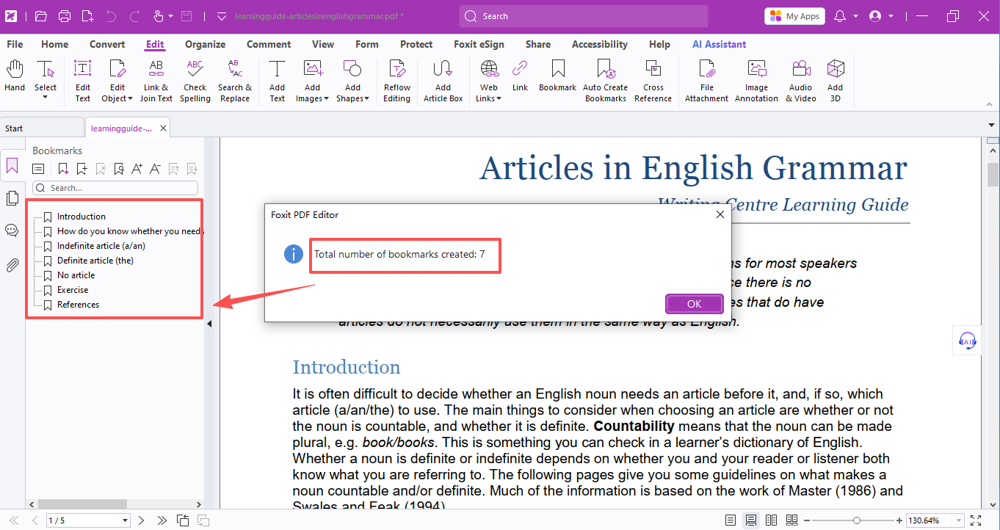 learningguide-articlesinenglishgrammar.pdf *
Search
My Apps
File Home Convert Edit Organize Comment View Form Protect Foxit eSign Share Accessibility Help AI Assistant
Hand
Select
Edit Text
Edit Object
Link & Join Text
Check Spelling
Search & Replace
Add Text
Add Images
Add Shapes
Reflow Editing
Add Article Box
Web Links
Link
Bookmark
Auto Create Bookmarks
Cross Reference
File Attachment
Image Annotation
Audio & Video
Add 3D
Start
learningguide-...
Bookmarks
Search...
Introduction
How do you know whether you needs
Indefinite article (a/an)
Definite article (the)
No article
Exercise
References
Articles in English Grammar
Writing Centre Learning Guide
Foxit PDF Editor
Total number of bookmarks created: 7
OK
ns for most speakers
ce there is no
es that do have
articles do not necessarily use them in the same way as English.
AI
Introduction
It is often difficult to decide whether an English noun needs an article before it, and, if so, which
article (a/an/the) to use. The main things to consider when choosing an article are whether or not
the noun is countable, and whether it is definite. Countability means that the noun can be made
plural, e.g. book/books. This is something you can check in a learner's dictionary of English.
Whether a noun is definite or indefinite depends on whether you and your reader or listener both
know what you are referring to. The following pages give you some guidelines on what makes a
noun countable and/or definite. Much of the information is based on the work of Master (1986) and
Swales and Feak (1994).
1 / 5
130.64%